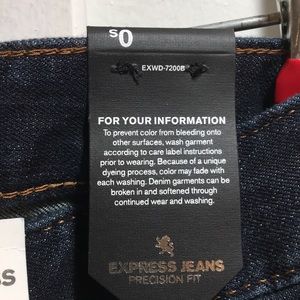 0S
EXWD-7200B
FOR YOUR INFORMATION
To prevent color from bleeding onto
other surfaces, wash garment
according to care label instructions
prior to wearing. Because of a unique
dyeing process, color may fade with
each washing. Denim garments can be
broken in and softened through
continued wear and washing.
EXPRESS JEANS
PRECISION FIT
SS